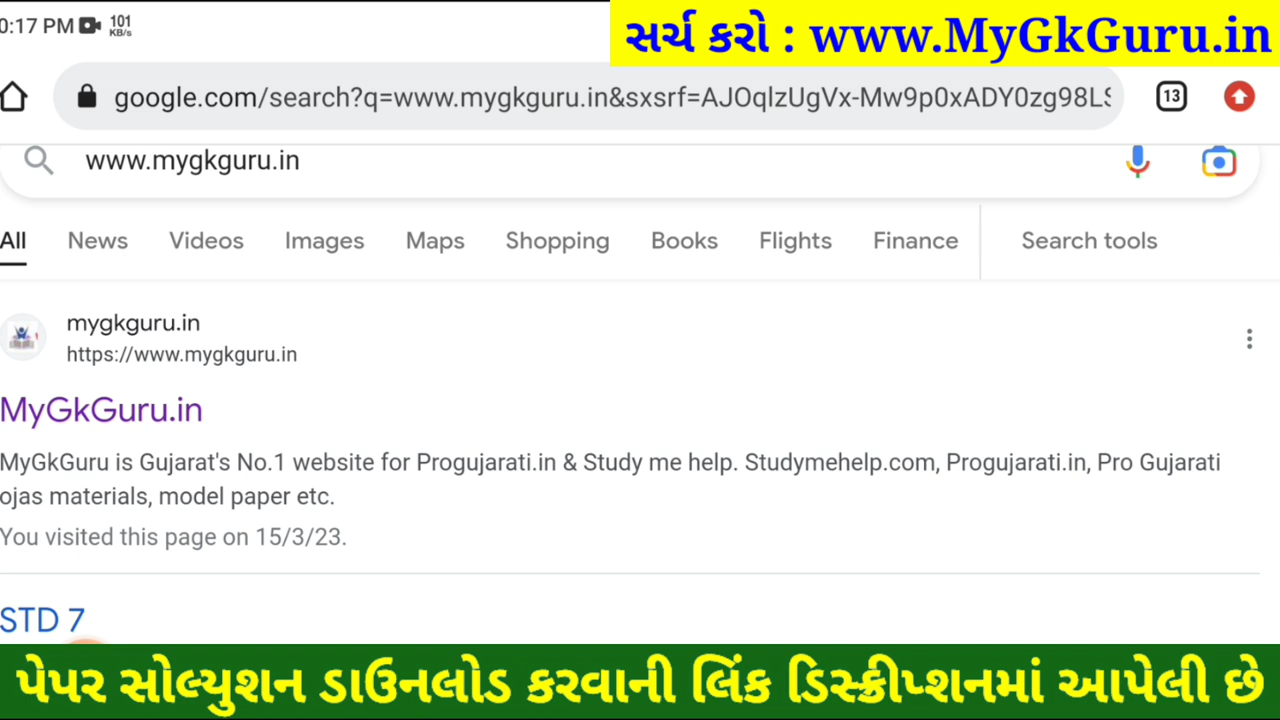 0:17 PM 101 KB/s
સર્ચ કરો : www.MyGkGuru.in
google.com/search?q=www.mygkguru.in&sxsrf=AJOqlzUgVx-Mw9p0xADY0zg98LS
13
www.mygkguru.in
All News Videos Images Maps Shopping Books Flights Finance Search tools
mygkguru.in
https://www.mygkguru.in
MyGkGuru.in
MyGkGuru is Gujarat's No.1 website for Progujarati.in & Study me help. Studymehelp.com, Progujarati.in, Pro Gujarati
ojas materials, model paper etc.
You visited this page on 15/3/23.
STD 7
પેપર સોલ્યુશન ડાઉનલોડ કરવાની લિંક ડિસ્ક્રીપ્શનમાં આપેલી છે